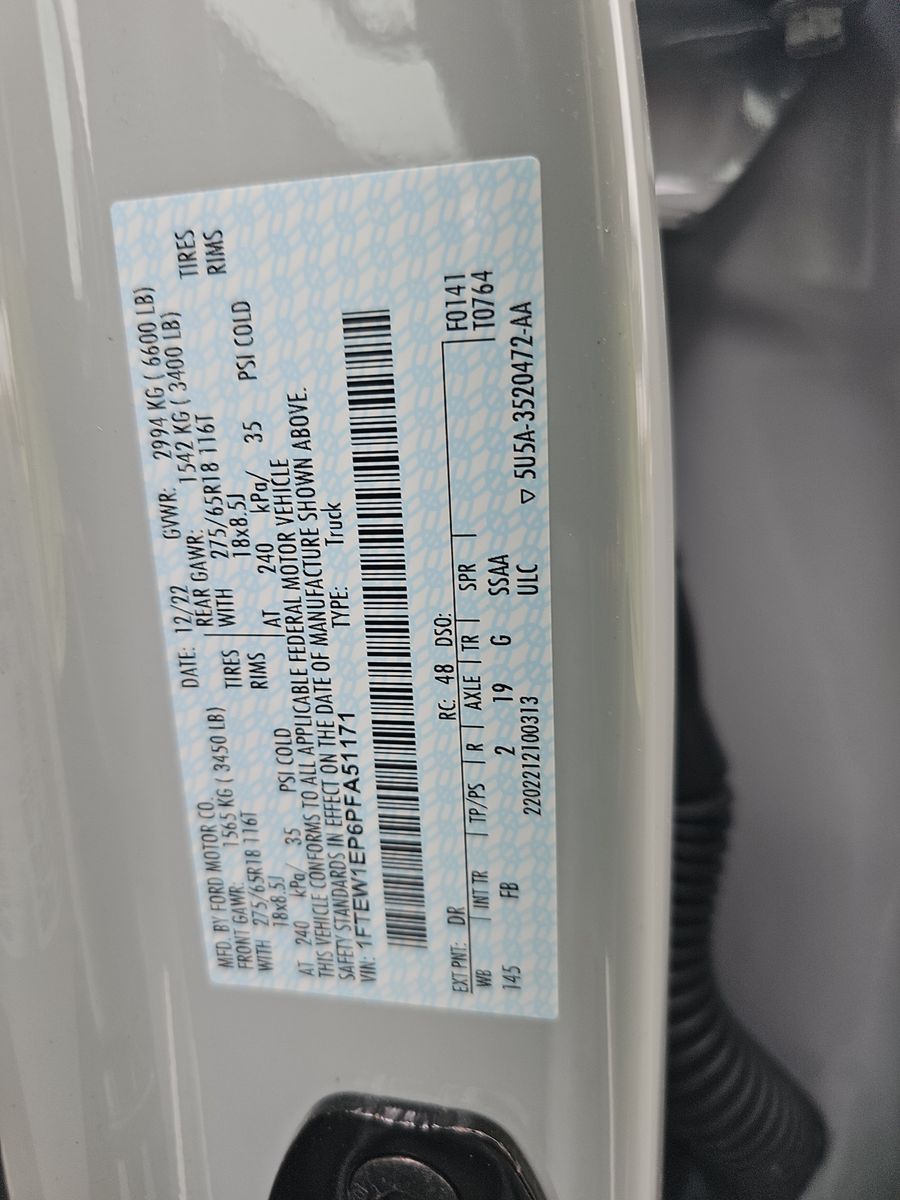 MFD. BY FORD MOTOR CO. DATE: 12/22 GVWR: 2994 KG ( 6600 LB)
FRONT GAWR: 1565 KG ( 3450 LB) REAR GAWR: 1542 KG ( 3400 LB)
WITH 275/65R18 116T TIRES WITH 275/65R18 116T TIRES
18x8.5J RIMS 18x8.5J RIMS
AT 240 kPa/ 35 PSI COLD AT 240 kPa/ 35 PSI COLD
THIS VEHICLE CONFORMS TO ALL APPLICABLE FEDERAL MOTOR VEHICLE
SAFETY STANDARDS IN EFFECT ON THE DATE OF MANUFACTURE SHOWN ABOVE.
VIN: 1FTEW1EP6PFA51171 TYPE: Truck
EXT PNT: DR RC: 48 DSO: F0141
WB INT TR TP/PS R AXLE TR SPR T0764
145 FB 2 19 G SSAA
2202212100313 ULC ▽ 5U5A-3520472-AA